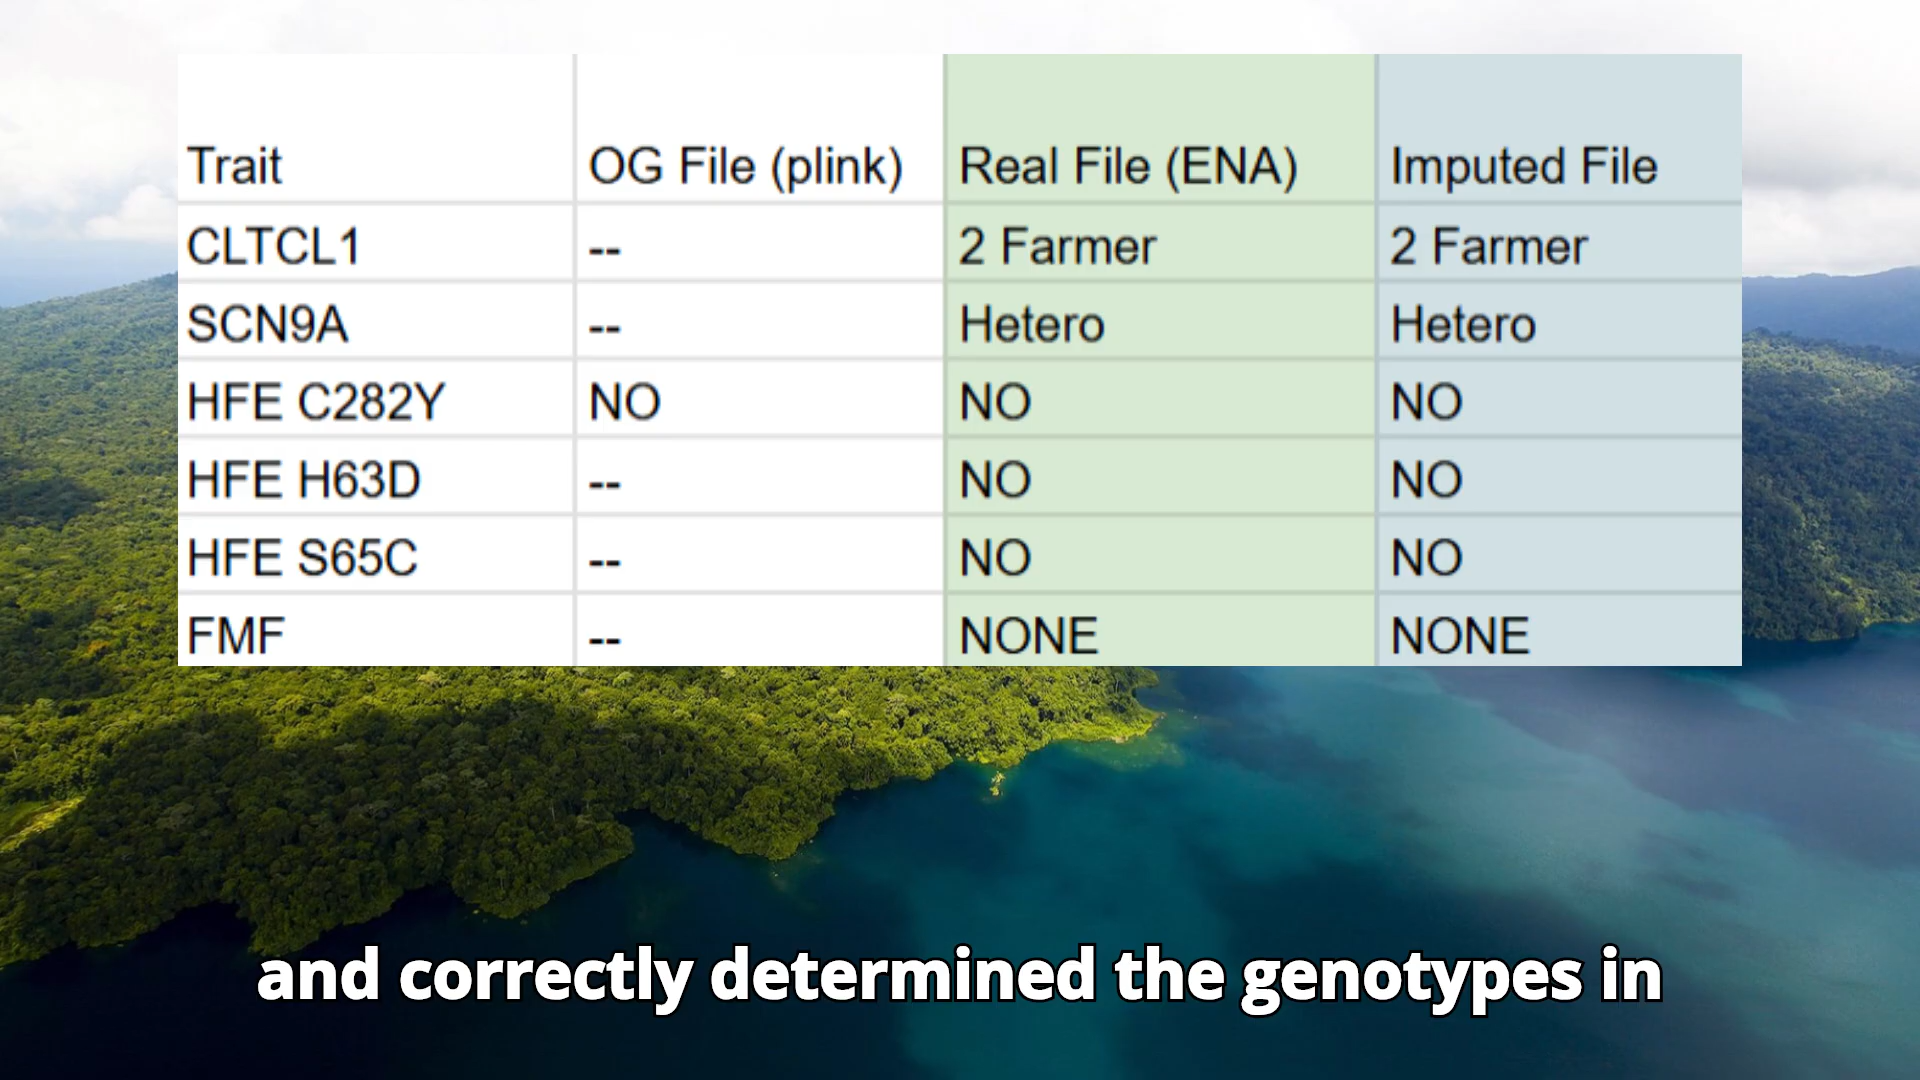 Trait OG File (plink) Real File (ENA) Imputed File
CLTCL1 -- 2 Farmer 2 Farmer
SCN9A -- Hetero Hetero
HFE C282Y NO NO NO
HFE H63D -- NO NO
HFE S65C -- NO NO
FMF -- NONE NONE
and correctly determined the genotypes in